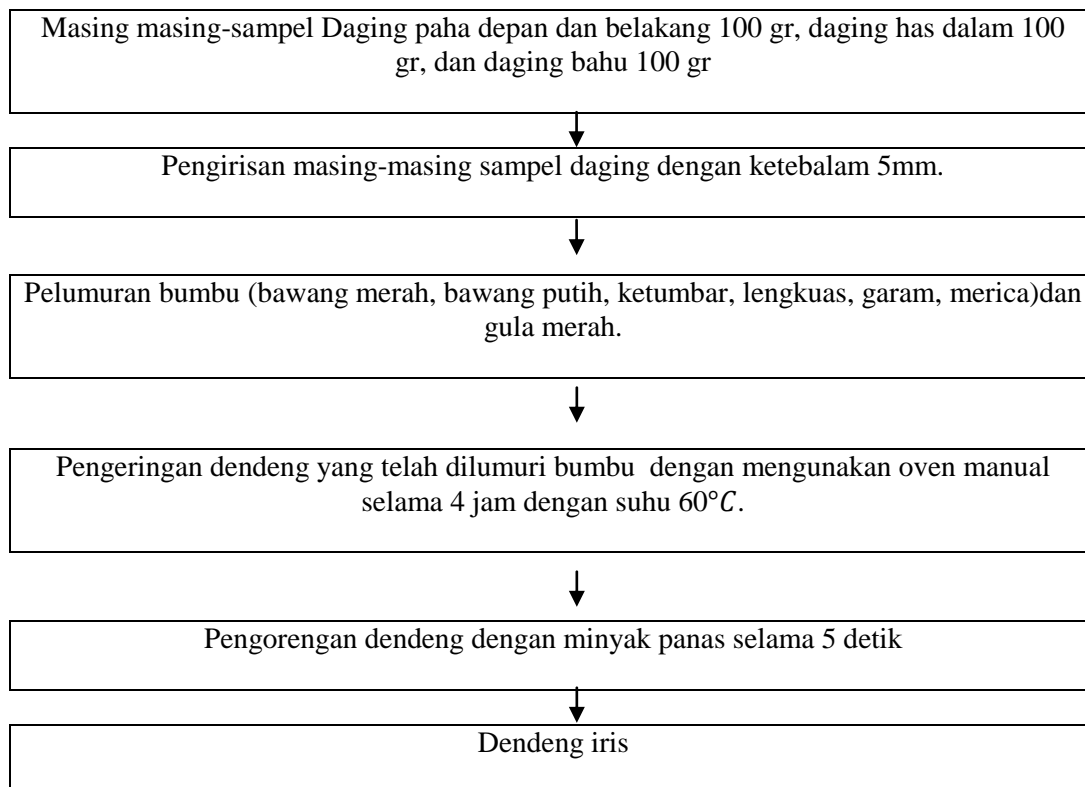 Masing masing-sampel Daging paha depan dan belakang 100 gr, daging has dalam 100
gr, dan daging bahu 100 gr
Pengirisan masing-masing sampel daging dengan ketebalam 5mm.
Pelumuran bumbu (bawang merah, bawang putih, ketumbar, lengkuas, garam, merica)dan
gula merah.
Pengeringan dendeng yang telah dilumuri bumbu  dengan mengunakan oven manual
selama 4 jam dengan suhu 60°C.
Pengorengan dendeng dengan minyak panas selama 5 detik
Dendeng iris